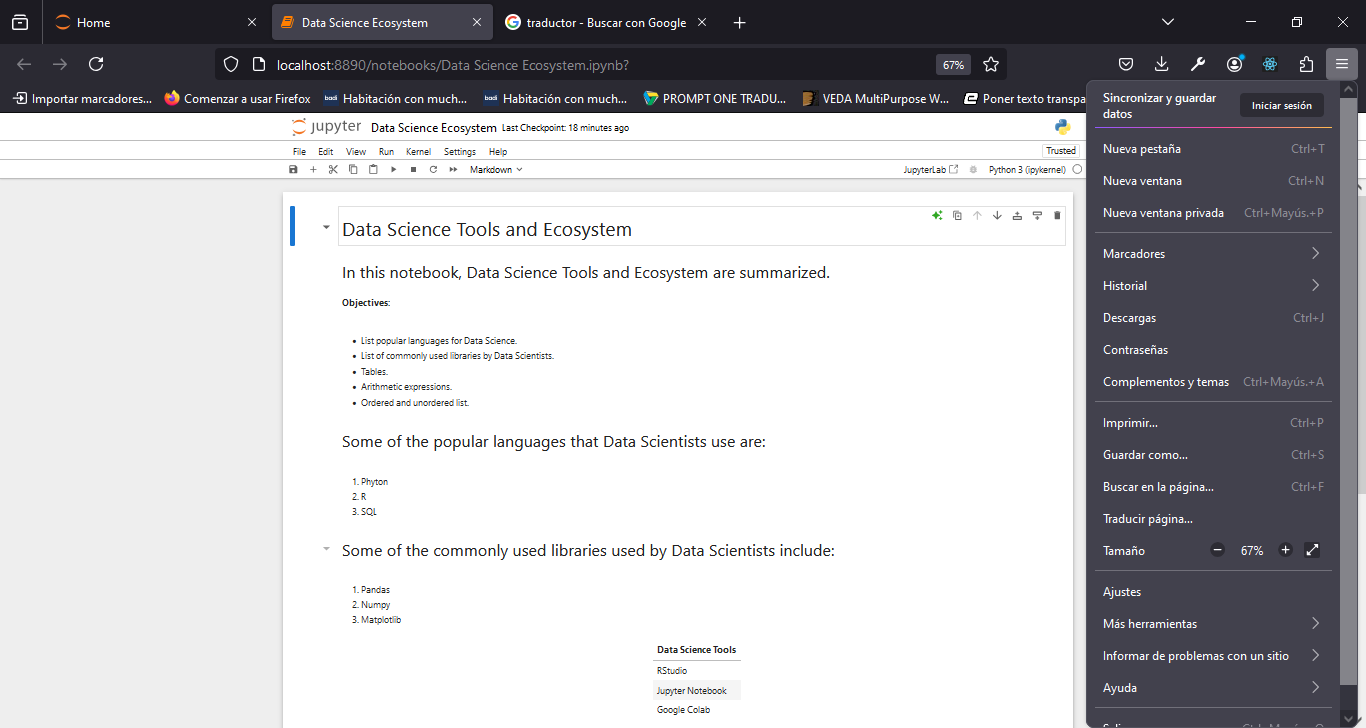 Home
Data Science Ecosystem
traductor - Buscar con Google
localhost:8890/notebooks/Data Science Ecosystem.ipynb?
67%
Importar marcadores...
Comenzar a usar Firefox
badi Habitación con much...
badi Habitación con much...
PROMPT ONE TRADU...
VEDA MultiPurpose W...
Poner texto transpa
jupyter Data Science Ecosystem Last Checkpoint: 18 minutes ago
File Edit View Run Kernel Settings Help
Trusted
Markdown
JupyterLab
Python 3 (ipykernel)
Data Science Tools and Ecosystem
In this notebook, Data Science Tools and Ecosystem are summarized.
Objectives:
• List popular languages for Data Science.
• List of commonly used libraries by Data Scientists.
• Tables.
• Arithmetic expressions.
• Ordered and unordered list.
Some of the popular languages that Data Scientists use are:
1. Phyton
2. R
3. SQL
Some of the commonly used libraries used by Data Scientists include:
1. Pandas
2. Numpy
3. Matplotlib
Data Science Tools
RStudio
Jupyter Notebook
Google Colab
Sincronizar y guardar
datos
Iniciar sesión
Nueva pestaña Ctrl+T
Nueva ventana Ctrl+N
Nueva ventana privada Ctrl+Mayús.+P
Marcadores
Historial
Descargas Ctrl+J
Contraseñas
Complementos y temas Ctrl+Mayús.+A
Imprimir... Ctrl+P
Guardar como... Ctrl+S
Buscar en la página... Ctrl+F
Traducir página...
Tamaño 67%
Ajustes
Más herramientas
Informar de problemas con un sitio
Ayuda